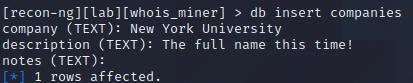 [recon-ng][lab][whois_miner] > db insert companies
company (TEXT): New York University
description (TEXT): The full name this time!
notes (TEXT):
[*] 1 rows affected.